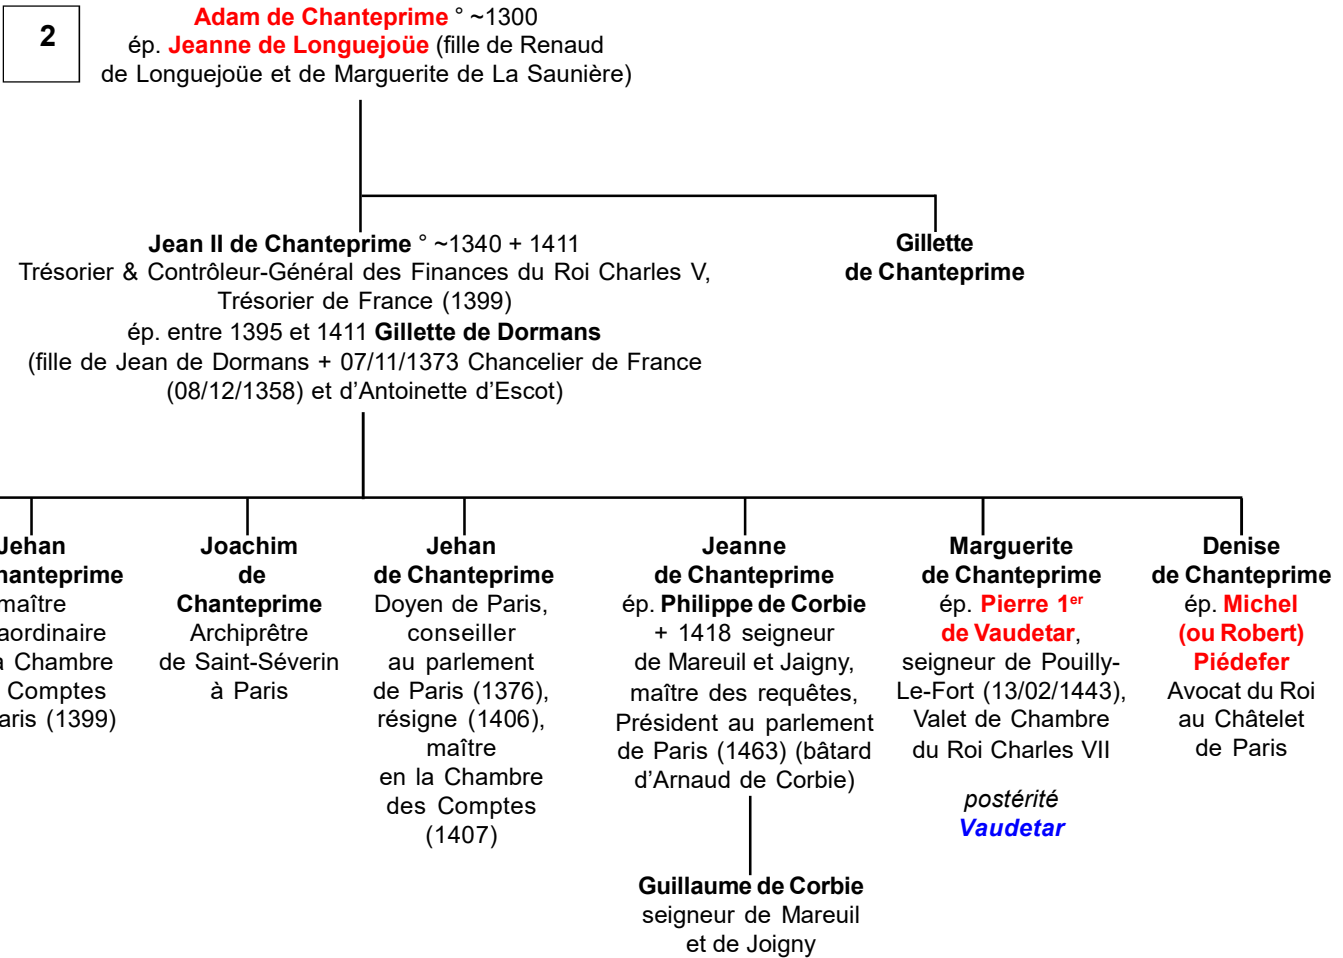 2
Adam de Chanteprime ° ~1300
ép. Jeanne de Longuejoüe (fille de Renaud
de Longuejoüe et de Marguerite de La Saunière)
Jean II de Chanteprime ° ~1340 + 1411
Trésorier & Contrôleur-Général des Finances du Roi Charles V,
Trésorier de France (1399)
ép. entre 1395 et 1411 Gillette de Dormans
(fille de Jean de Dormans + 07/11/1373 Chancelier de France
(08/12/1358) et d’Antoinette d’Escot)
Gillette
de Chanteprime
Jehan
hanteprime
maître
aordinaire
a Chambre
Comptes
aris (1399)
Joachim
de
Chanteprime
Archiprêtre
de Saint-Séverin
à Paris
Jehan
de Chanteprime
Doyen de Paris,
conseiller
au parlement
de Paris (1376),
résigne (1406),
maître
en la Chambre
des Comptes
(1407)
Jeanne
de Chanteprime
ép. Philippe de Corbie
+ 1418 seigneur
de Mareuil et Jaigny,
maître des requêtes,
Président au parlement
de Paris (1463) (bâtard
d’Arnaud de Corbie)
Guillaume de Corbie
seigneur de Mareuil
et de Joigny
Marguerite
de Chanteprime
ép. Pierre 1er
de Vaudetar,
seigneur de Pouilly-
Le-Fort (13/02/1443),
Valet de Chambre
du Roi Charles VII
postérité
Vaudetar
Denise
de Chanteprime
ép. Michel
(ou Robert)
Piédefer
Avocat du Roi
au Châtelet
de Paris